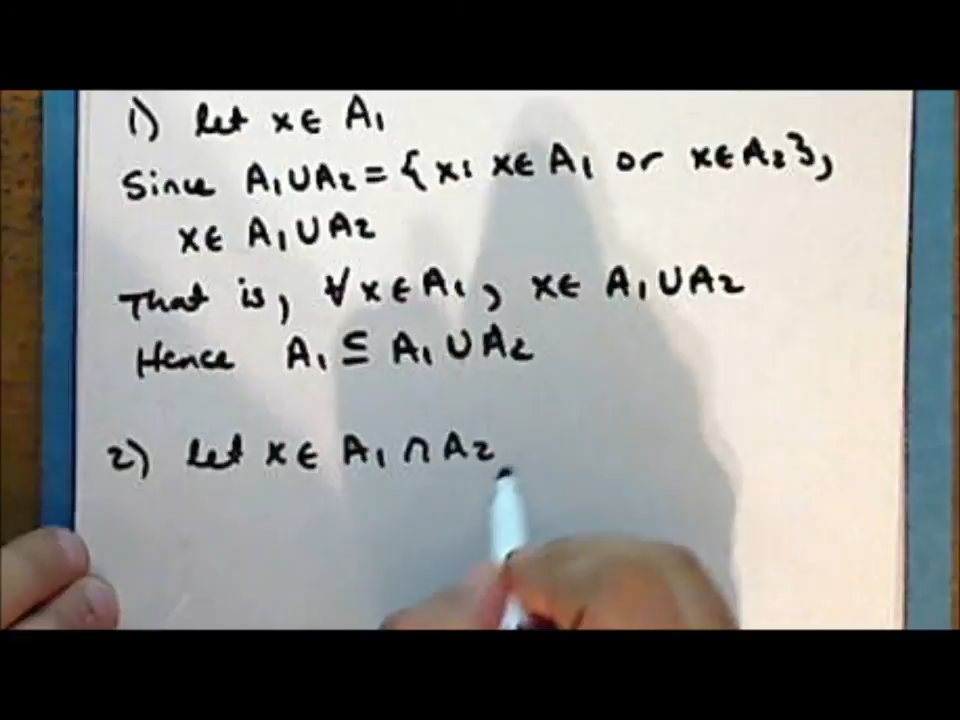 1) let x ∈ A₁
Since A₁∪A₂ = {x: x∈ A₁ or x∈A₂},
x∈ A₁∪A₂
That is, ∀x∈A₁, x∈ A₁∪A₂
Hence A₁ ⊆ A₁∪A₂
2) let x∈ A₁∩A₂